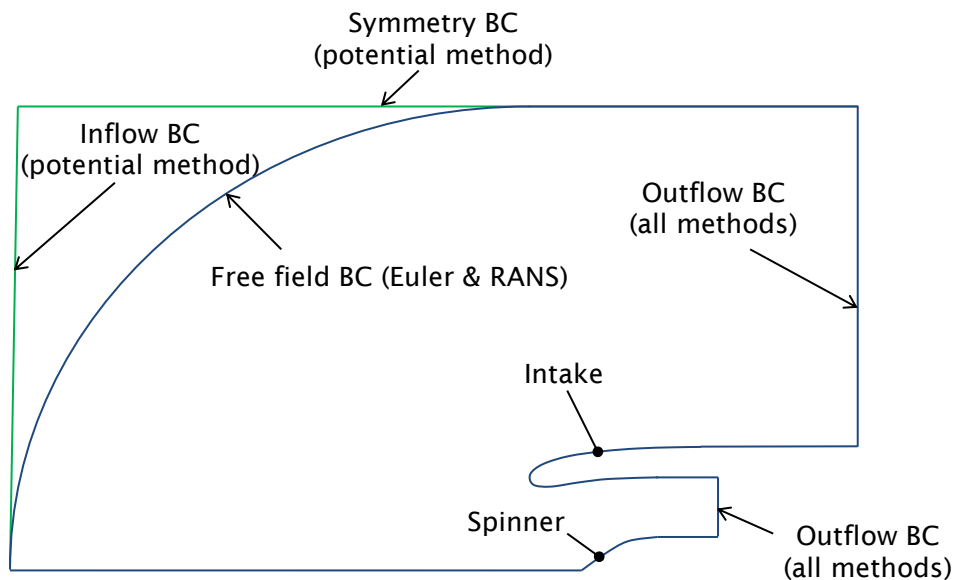 Symmetry BC
(potential method)
Inflow BC
(potential method)
Outflow BC
(all methods)
Free field BC (Euler & RANS)
Intake
Spinner
Outflow BC
(all methods)